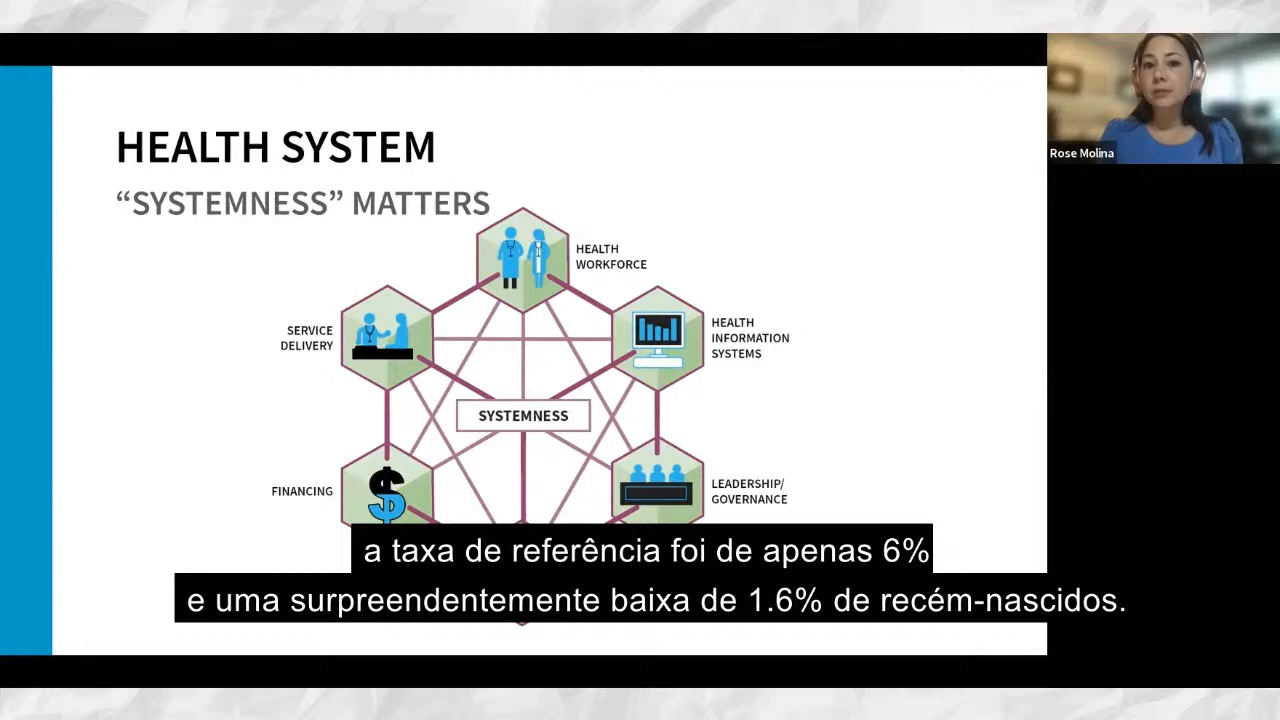 HEALTH SYSTEM
“SYSTEMNESS” MATTERS
Rose Molina
HEALTH
WORKFORCE
SERVICE
DELIVERY
HEALTH
INFORMATION
SYSTEMS
SYSTEMNESS
FINANCING
LEADERSHIP/
GOVERNANCE
a taxa de referência foi de apenas 6%
e uma surpreendentemente baixa de 1.6% de recém-nascidos.